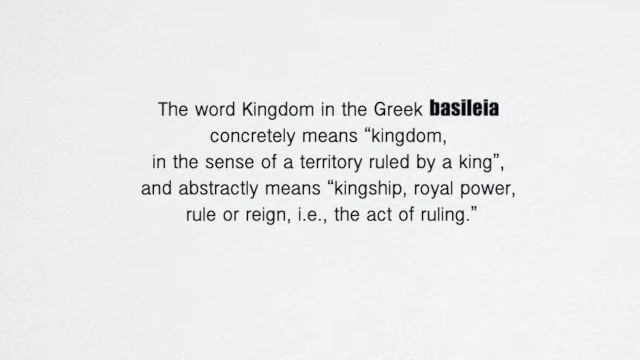 The word Kingdom in the Greek basileia
concretely means “kingdom,
in the sense of a territory ruled by a king”,
and abstractly means “kingship, royal power,
rule or reign, i.e., the act of ruling.”